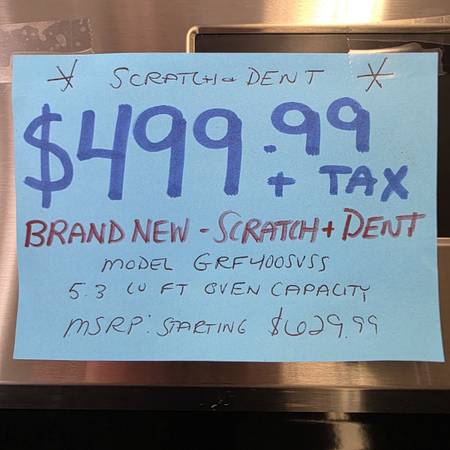 * SCRATCH & DENT *
$499.99
+ TAX
BRAND NEW - SCRATCH + DENT
MODEL GRF400SVSS
5.3 CU FT OVEN CAPACITY
MSRP: STARTING $629.99